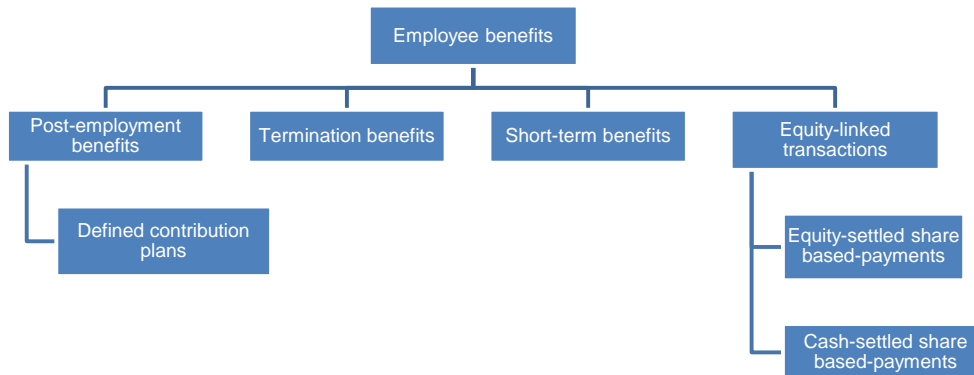 Employee benefits
Post-employment
benefits
Termination benefits
Short-term benefits
Equity-linked
transactions
Defined contribution
plans
Equity-settled share
based-payments
Cash-settled share
based-payments